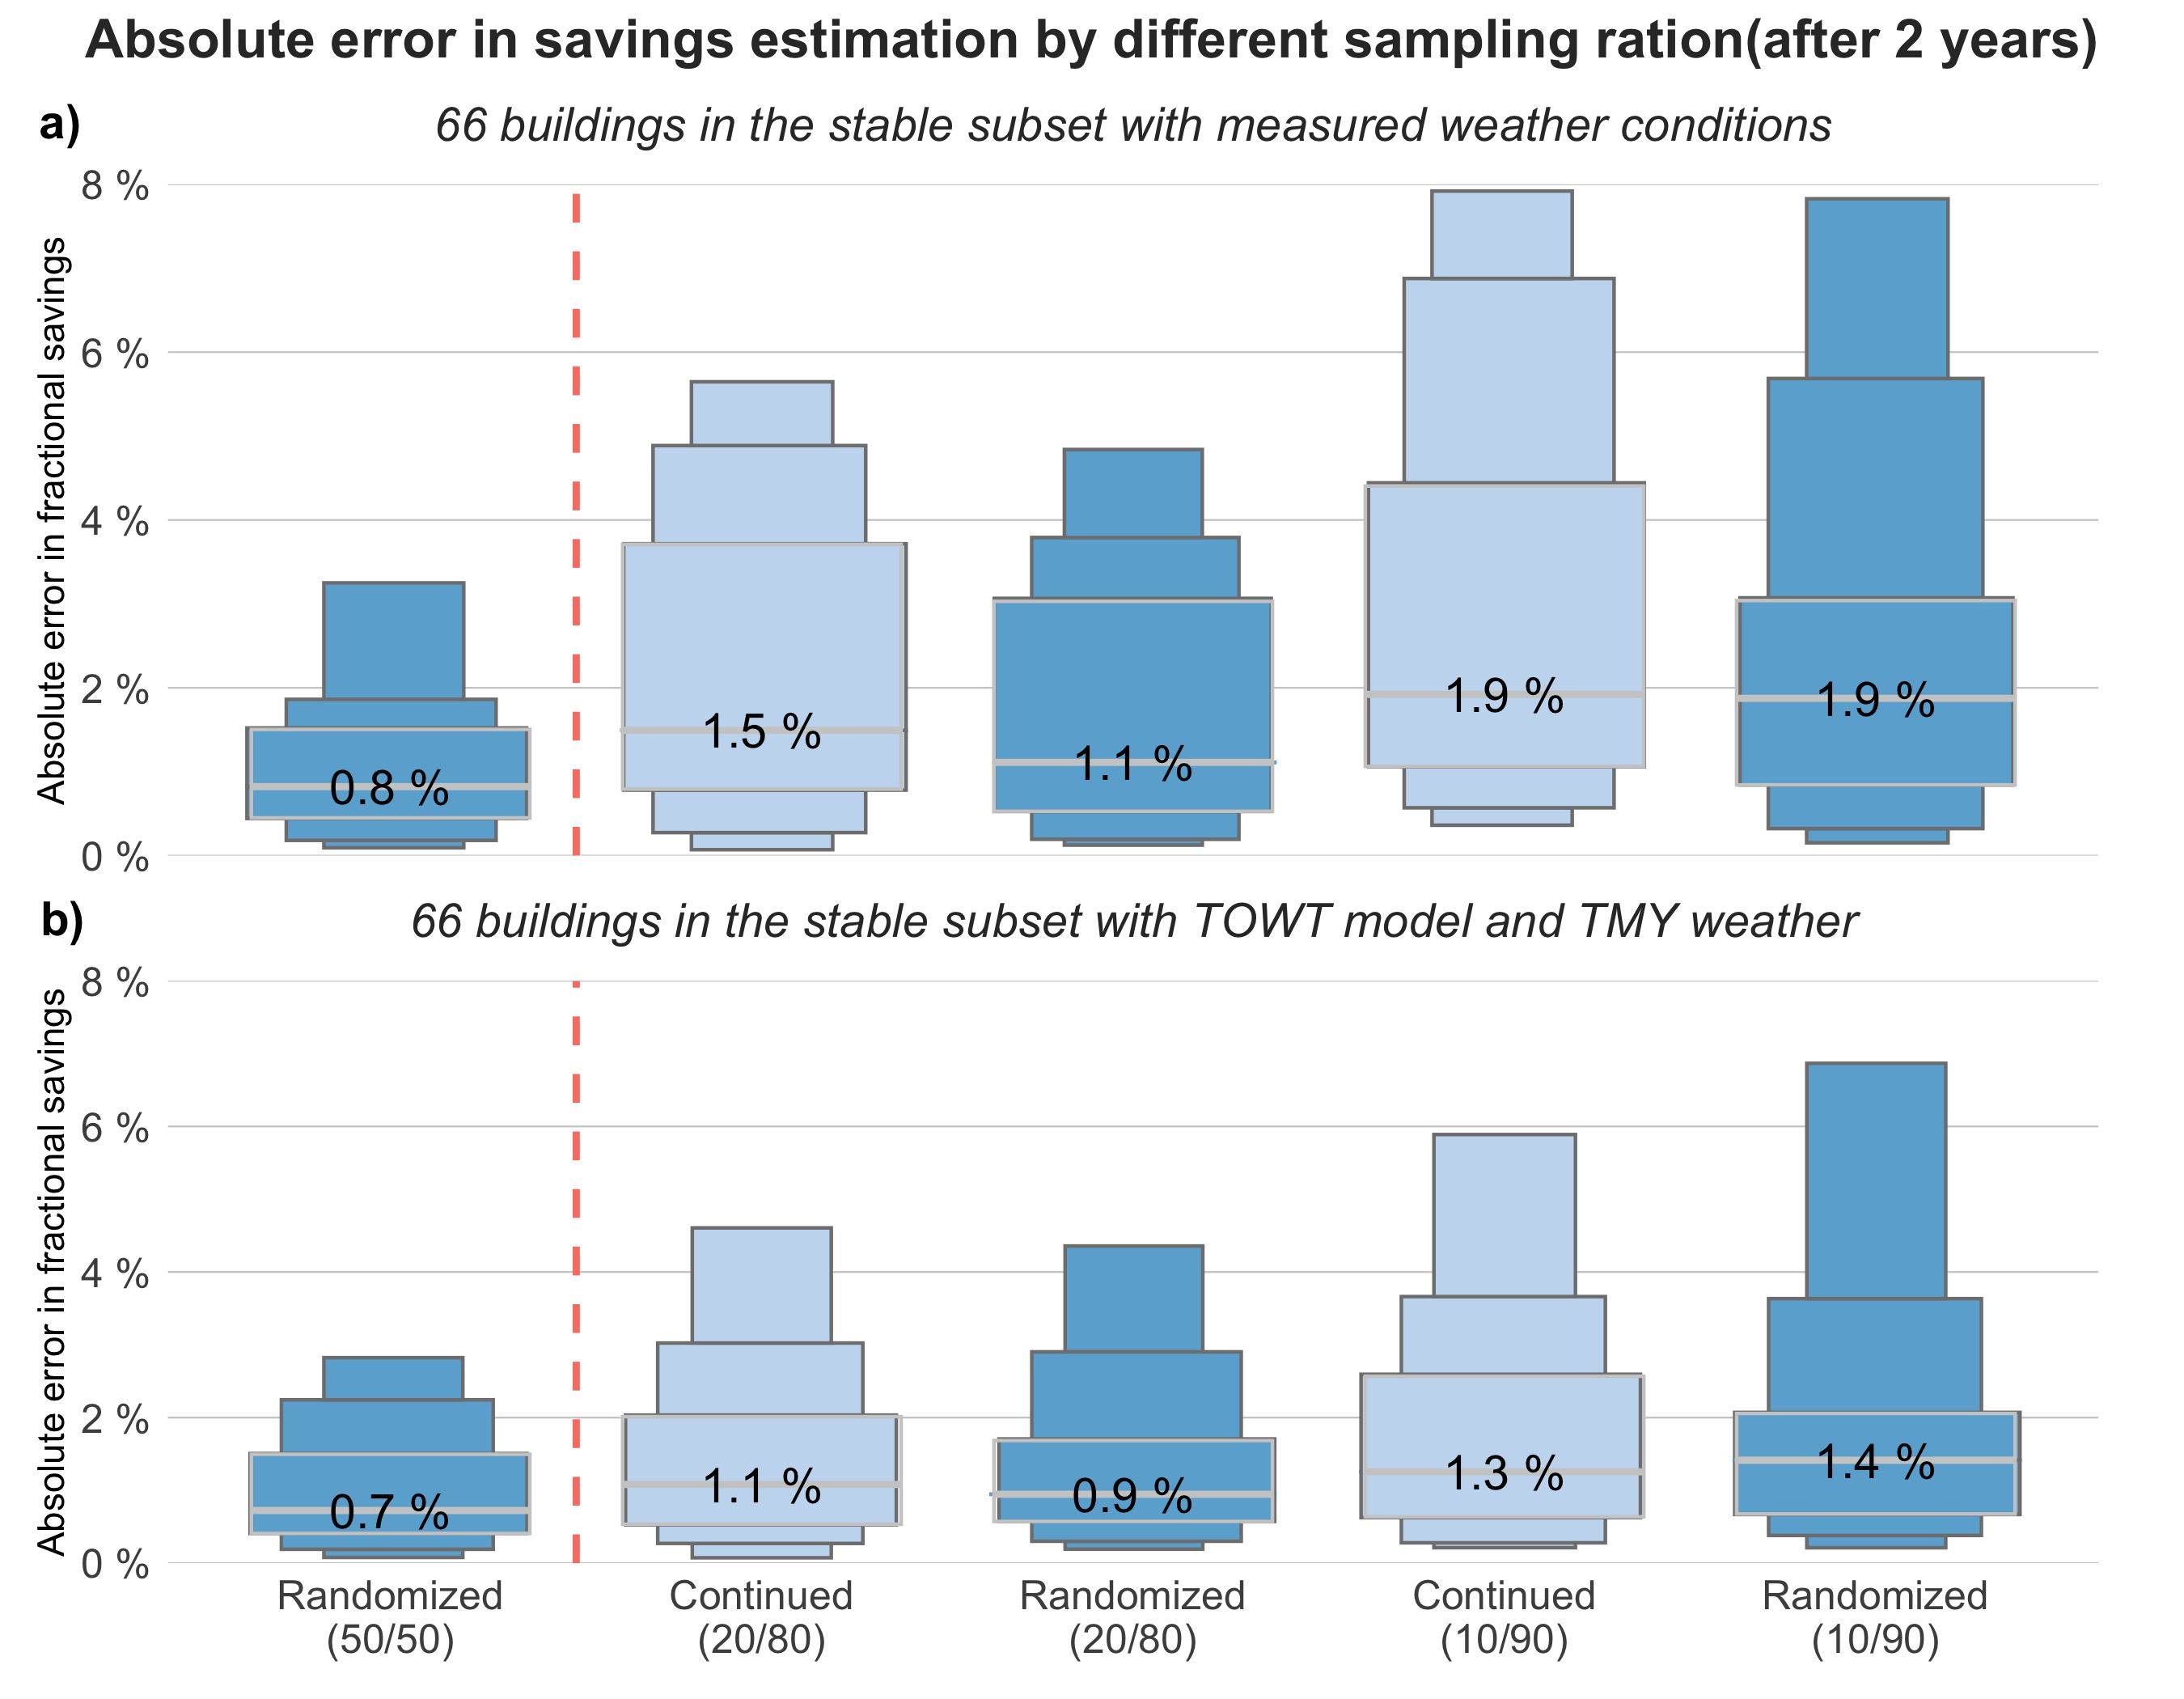 Absolute error in savings estimation by different sampling ration(after 2 years)
a)
66 buildings in the stable subset with measured weather conditions
Absolute error in fractional savings
8 %
6 %
4 %
2 %
0 %
0.8 %
1.5 %
1.1 %
1.9 %
1.9 %
b)
66 buildings in the stable subset with TOWT model and TMY weather
Absolute error in fractional savings
8 %
6 %
4 %
2 %
0 %
0.7 %
1.1 %
0.9 %
1.3 %
1.4 %
Randomized
(50/50)
Continued
(20/80)
Randomized
(20/80)
Continued
(10/90)
Randomized
(10/90)